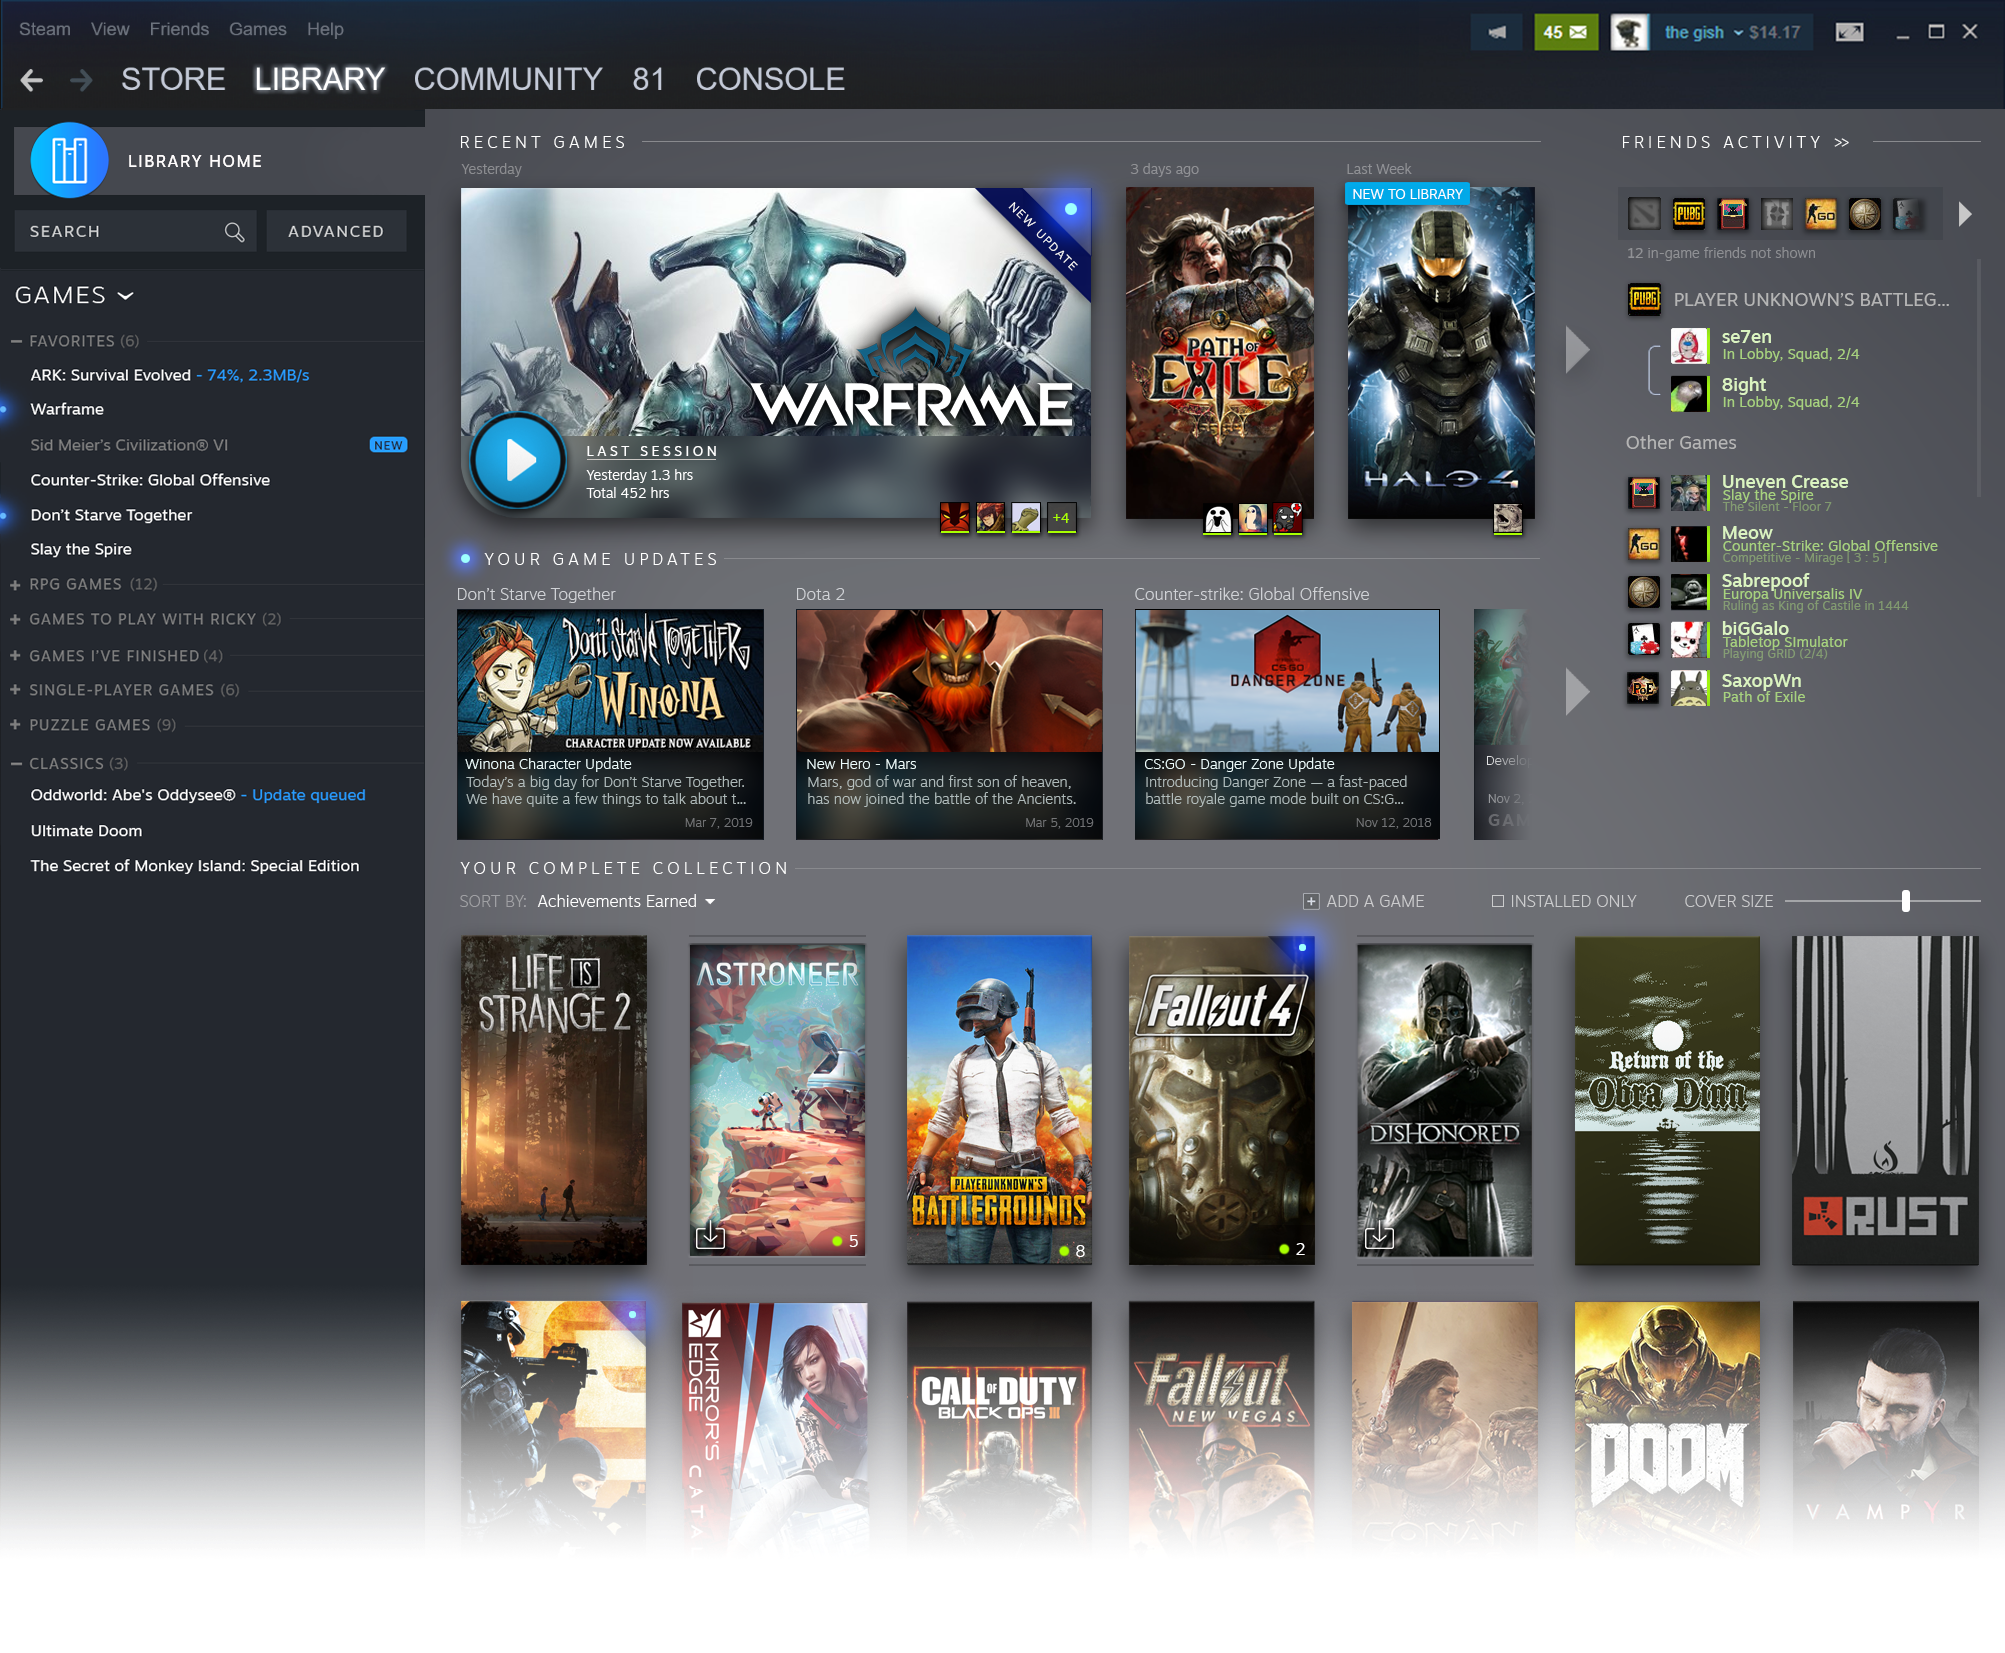 Steam View Friends Games Help
45
the gish $14.17
STORE LIBRARY COMMUNITY 81 CONSOLE
LIBRARY HOME
SEARCH
ADVANCED
GAMES
FAVORITES (6)
ARK: Survival Evolved - 74%, 2.3MB/s
Warframe
Sid Meier's Civilization® VI NEW
Counter-Strike: Global Offensive
Don't Starve Together
Slay the Spire
RPG GAMES (12)
GAMES TO PLAY WITH RICKY (2)
GAMES I'VE FINISHED (4)
SINGLE-PLAYER GAMES (6)
PUZZLE GAMES (9)
CLASSICS (3)
Oddworld: Abe's Oddysee® - Update queued
Ultimate Doom
The Secret of Monkey Island: Special Edition
RECENT GAMES
Yesterday
NEW UPDATE
WARFRAME
LAST SESSION
Yesterday 1.3 hrs
Total 452 hrs
+4
3 days ago
PATH OF
EXILE
Last Week
NEW TO LIBRARY
HALO 4
YOUR GAME UPDATES
Don't Starve Together
Don't Starve Together
WINONA
CHARACTER UPDATE NOW AVAILABLE
Winona Character Update
Today's a big day for Don't Starve Together.
We have quite a few things to talk about t...
Mar 7, 2019
Dota 2
New Hero - Mars
Mars, god of war and first son of heaven,
has now joined the battle of the Ancients.
Mar 5, 2019
Counter-strike: Global Offensive
CS:GO
DANGER ZONE
CS:GO - Danger Zone Update
Introducing Danger Zone — a fast-paced
battle royale game mode built on CS:G...
Nov 12, 2018
Develo
Nov 2,
GAM
FRIENDS ACTIVITY >>
PUBG
GO
12 in-game friends not shown
PUBG
PLAYER UNKNOWN'S BATTLEG...
se7en
In Lobby, Squad, 2/4
8ight
In Lobby, Squad, 2/4
Other Games
Uneven Crease
Slay the Spire
The Silent - Floor 7
GO
Meow
Counter-Strike: Global Offensive
Competitive - Mirage [ 3 : 5 ]
Sabrepoof
Europa Universalis IV
Ruling as King of Castile in 1444
biGGalo
Tabletop SImulator
Playing GRID (2/4)
POE
SaxopWn
Path of Exile
YOUR COMPLETE COLLECTION
SORT BY: Achievements Earned
ADD A GAME
INSTALLED ONLY
COVER SIZE
LIFE IS
STRANGE 2
ASTRONEER
5
PLAYERUNKNOWN'S
BATTLEGROUNDS
8
Fallout 4
2
DISHONORED
Return of the
Obra Dinn
RUST
MIRROR'S
EDGE
CATA
CALL OF DUTY
BLACK OPS III
Fallout
NEW VEGAS
CONAN
DOOM
VAMPYR